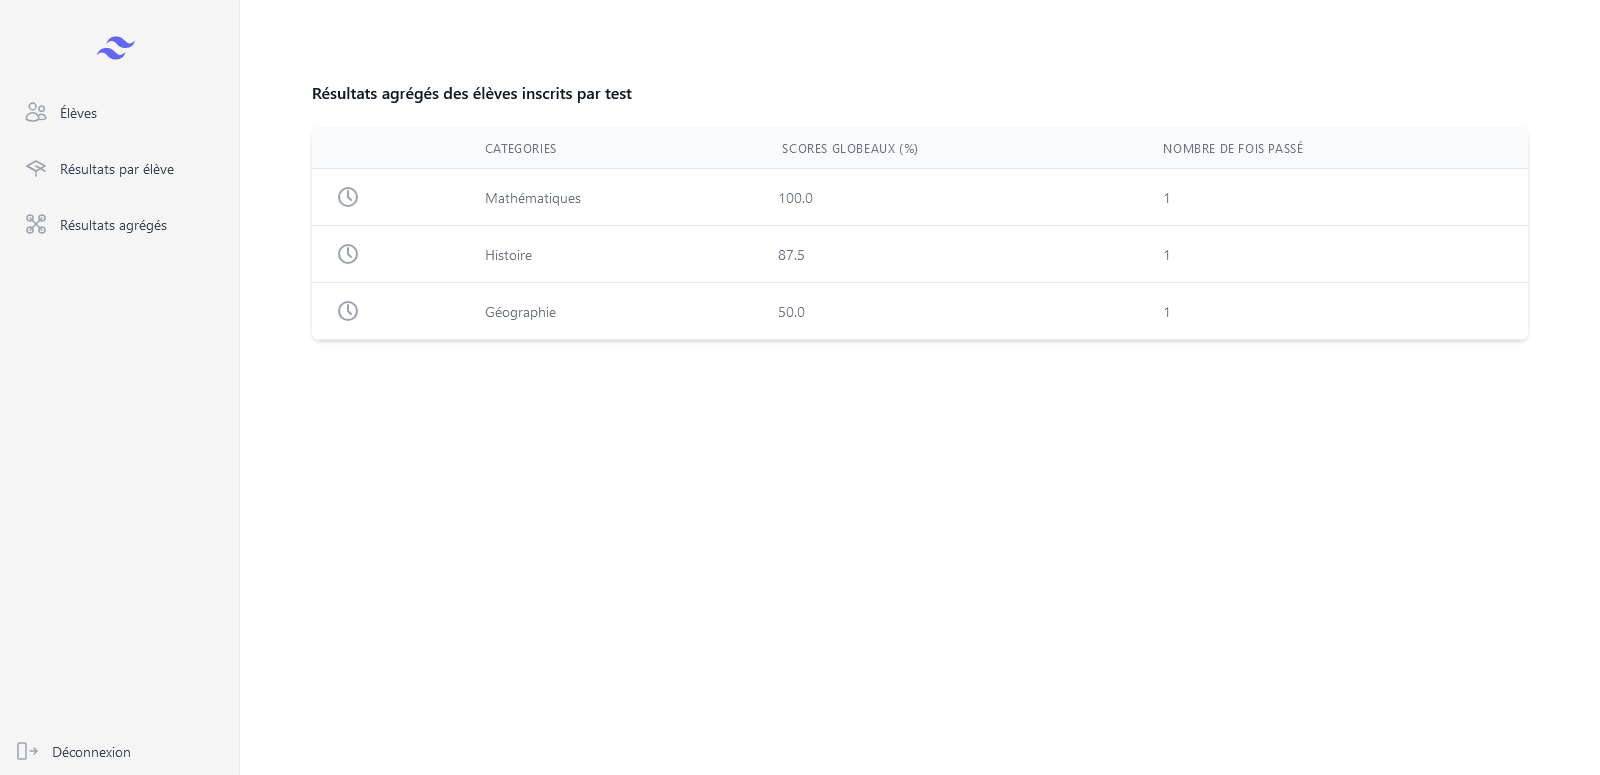 Élèves
Résultats par élève
Résultats agrégés
Déconnexion
Résultats agrégés des élèves inscrits par test
CATEGORIES SCORES GLOBEAUX (%) NOMBRE DE FOIS PASSÉ
Mathématiques 100.0 1
Histoire 87.5 1
Géographie 50.0 1